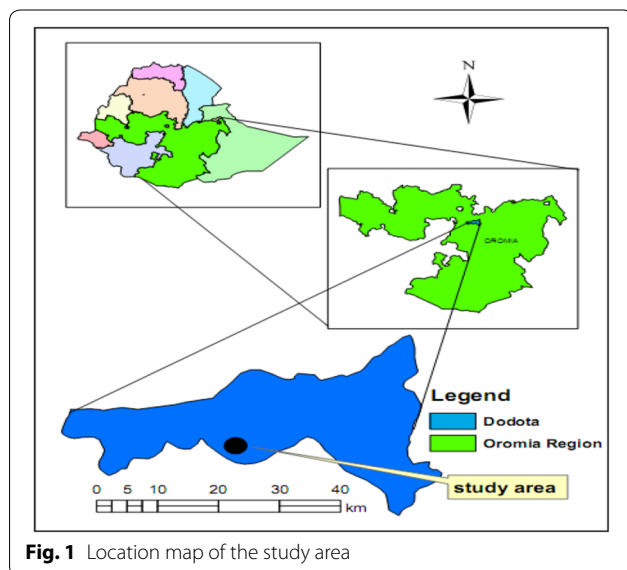 N
OROMIA
Legend
Dodota
Oromia Region
study area
0 5 10 20 30 40
km
Fig. 1 Location map of the study area